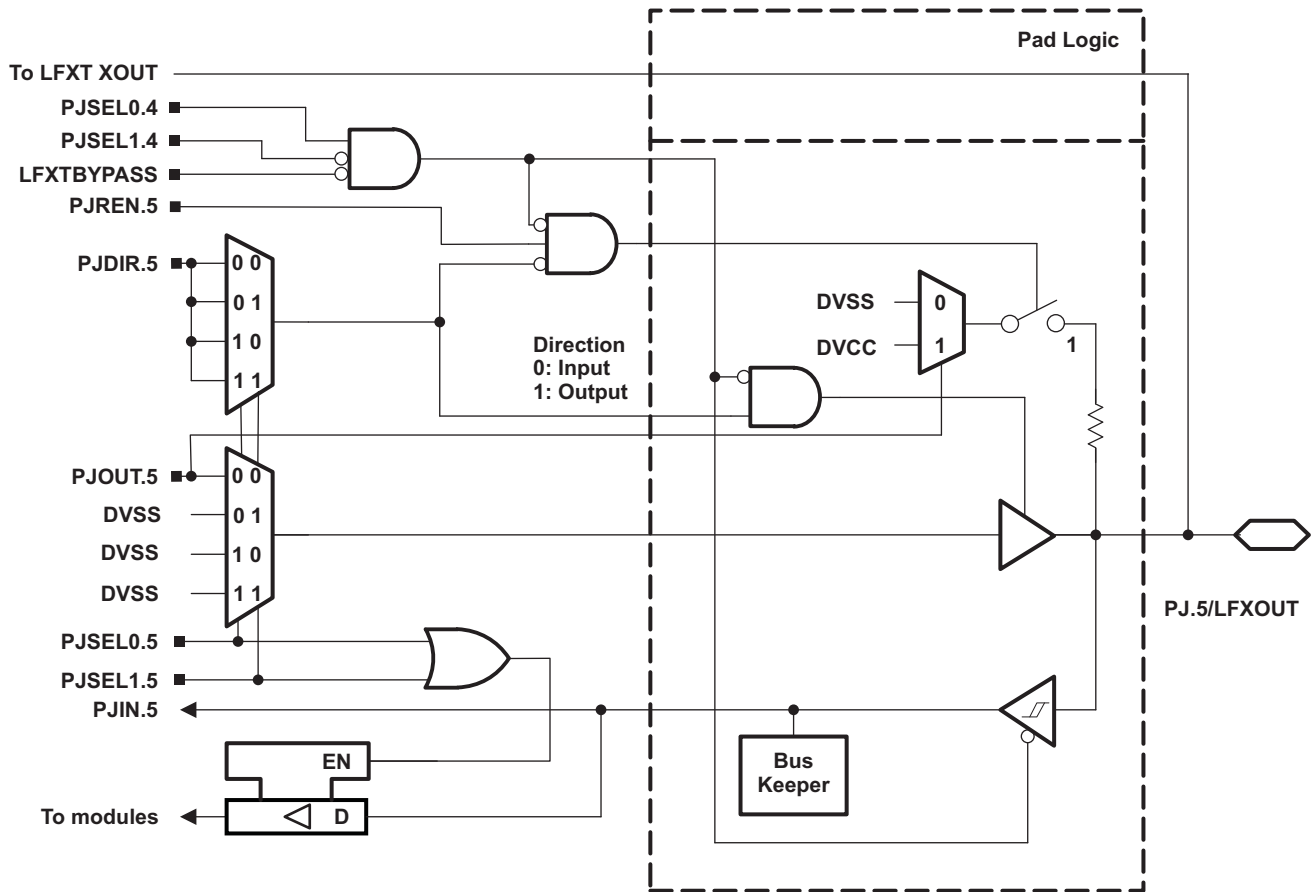 Pad Logic
To LFXT XOUT
PJSEL0.4
PJSEL1.4
LFXTBYPASS
PJREN.5
PJDIR.5
0 0
0 1
1 0
1 1
Direction
0: Input
1: Output
DVSS
0
DVCC
1
1
PJOUT.5
0 0
DVSS
0 1
DVSS
1 0
DVSS
1 1
PJ.5/LFXOUT
PJSEL0.5
PJSEL1.5
PJIN.5
EN
Bus
Keeper
To modules
D